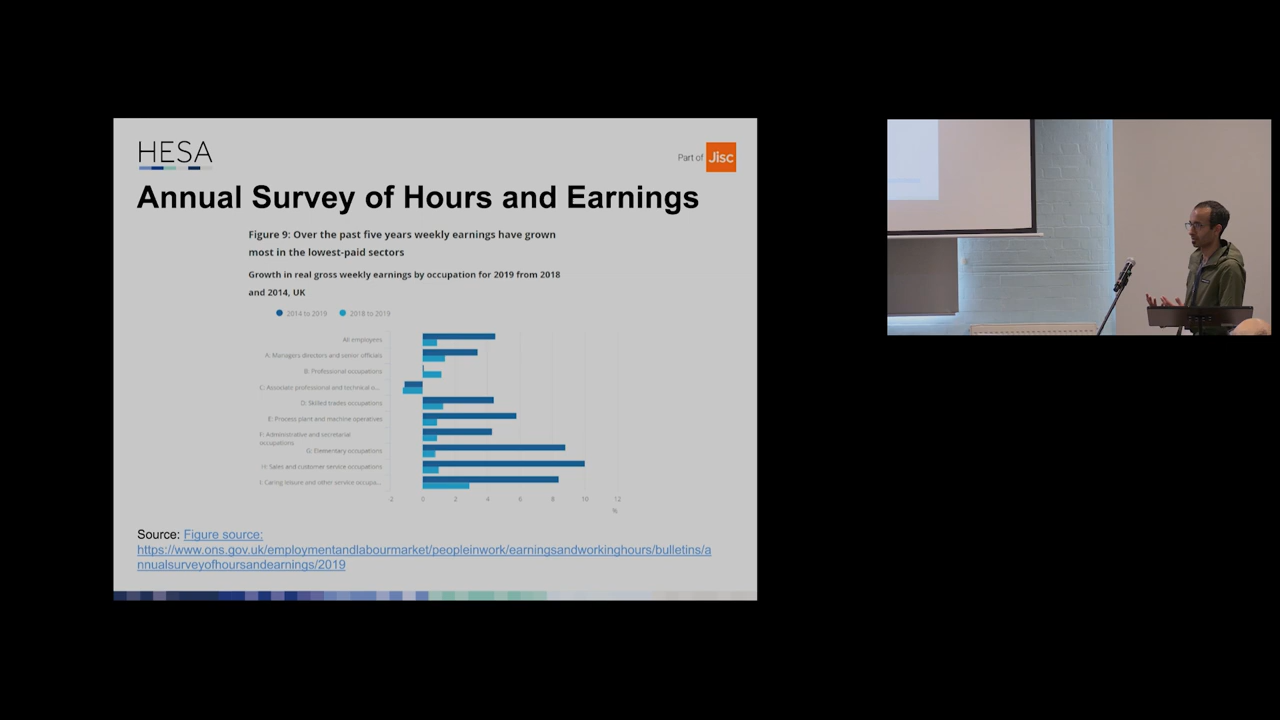 HESA
Part of Jisc
Annual Survey of Hours and Earnings
Figure 9: Over the past five years weekly earnings have grown
most in the lowest-paid sectors
Growth in real gross weekly earnings by occupation for 2019 from 2018
and 2014, UK
2014 to 2019 2018 to 2019
All employees
A: Managers directors and senior officials
B: Professional occupations
C: Associate professional and technical o...
D: Skilled trades occupations
E: Process plant and machine operatives
F: Administrative and secretarial
occupations
G: Elementary occupations
H: Sales and customer service occupations
I: Caring leisure and other service occupa...
-2 0 2 4 6 8 10 12
%
Source: Figure source:
https://www.ons.gov.uk/employmentandlabourmarket/peopleinwork/earningsandworkinghours/bulletins/a
nnualsurveyofhoursandearnings/2019